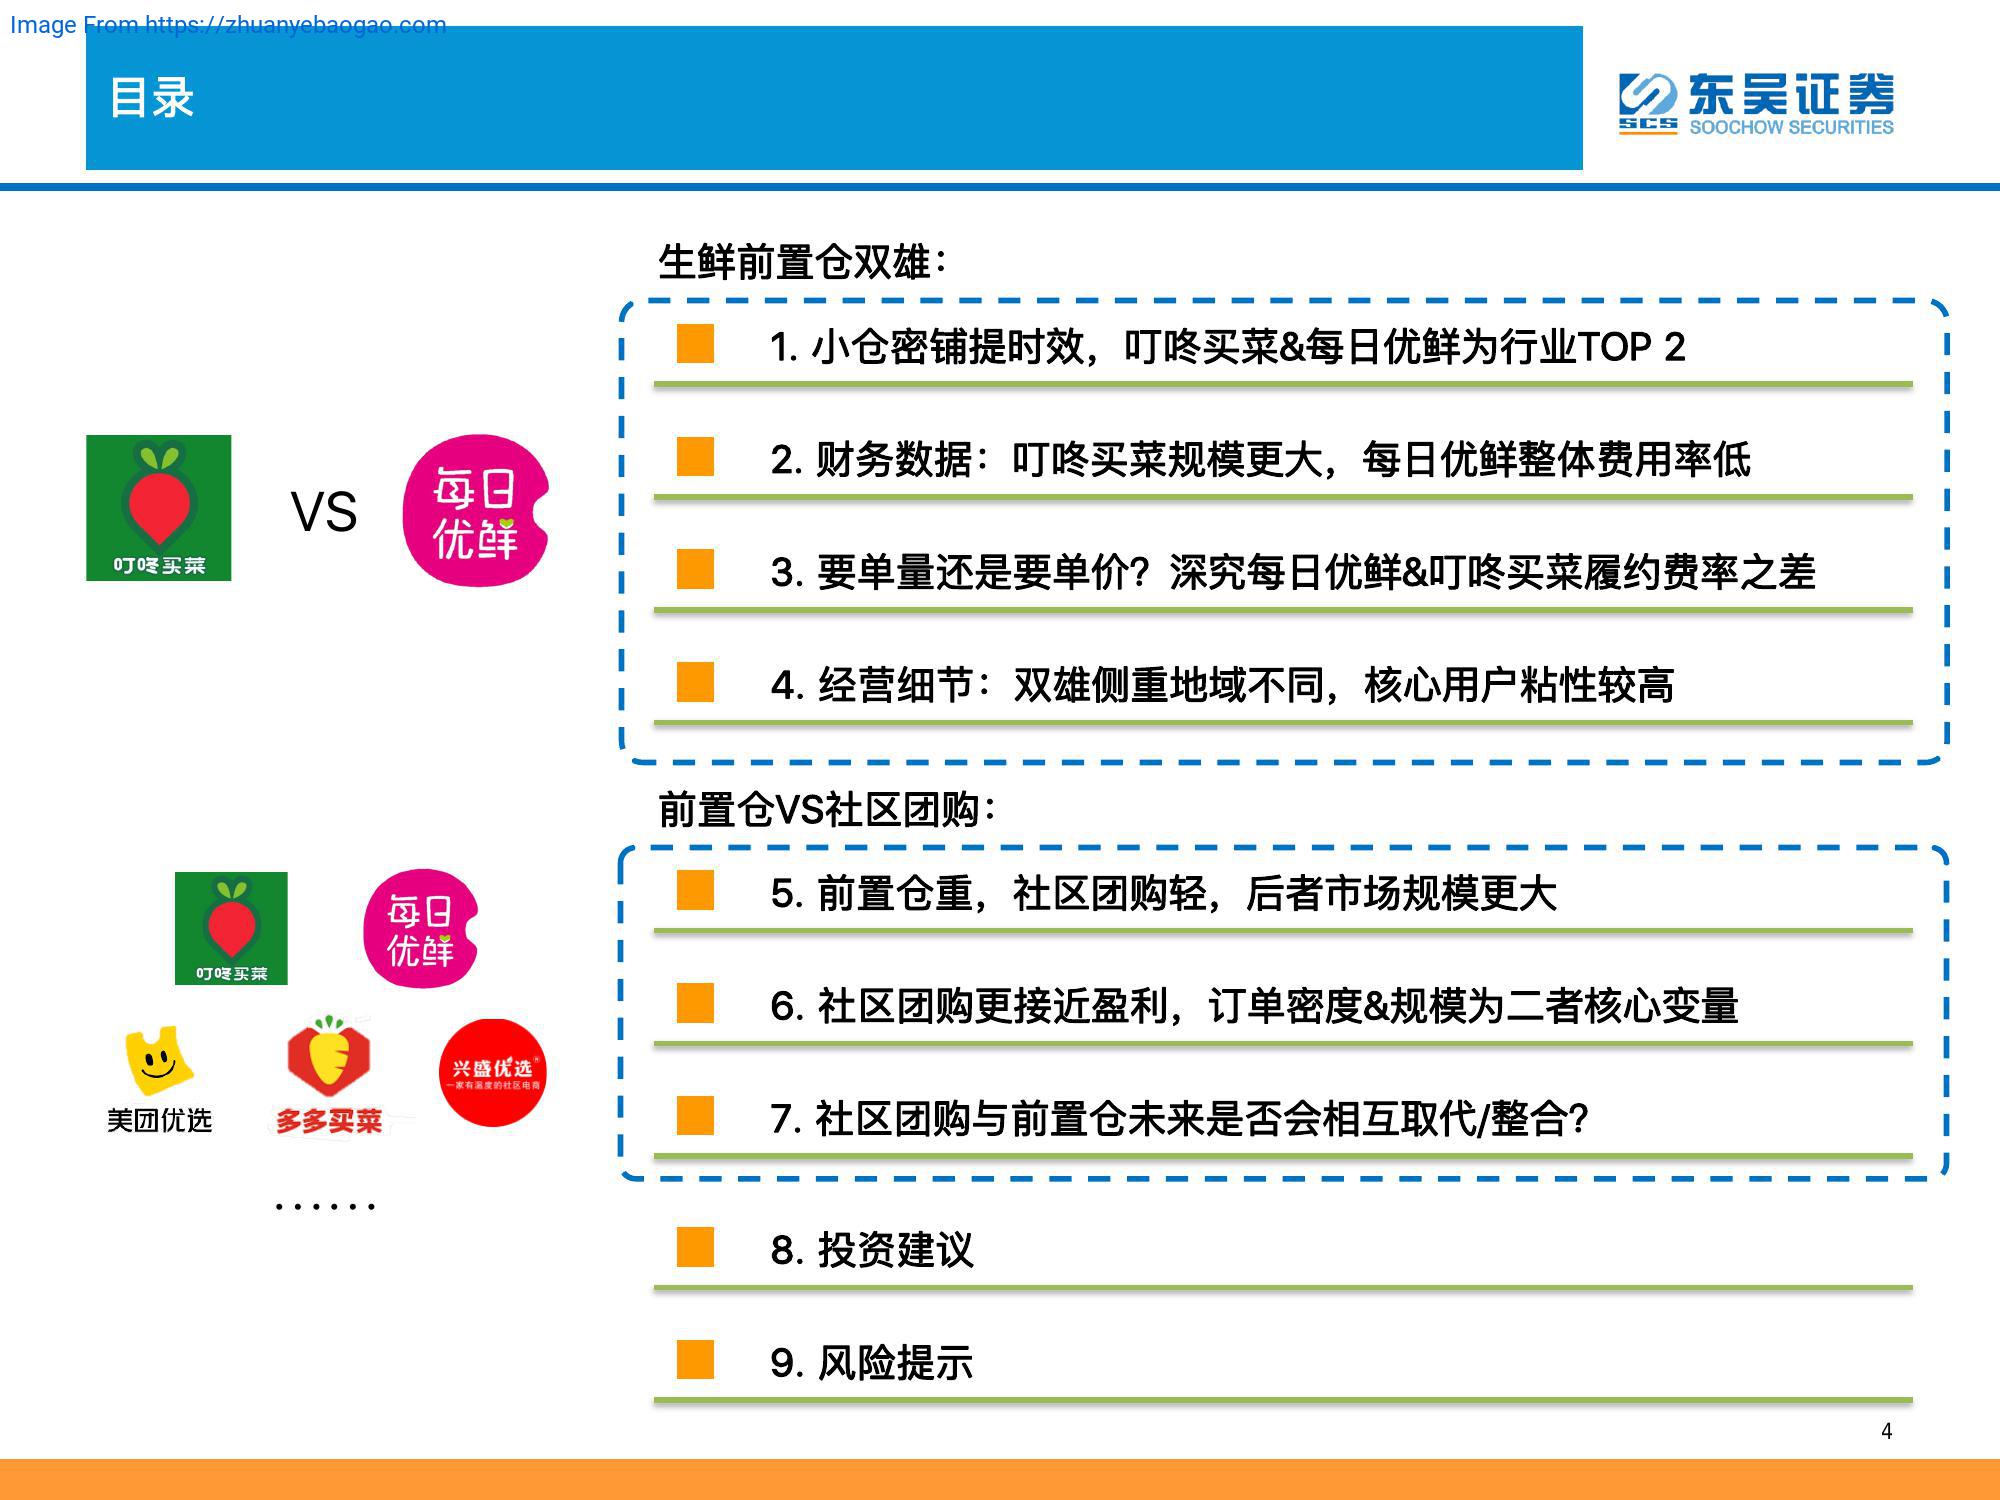 Image From https://zhuanyebaogao.com
目录
东吴证券
SCS
SOOCHOW SECURITIES
生鲜前置仓双雄：
1. 小仓密铺提时效，叮咚买菜&每日优鲜为行业TOP 2
2. 财务数据：叮咚买菜规模更大，每日优鲜整体费用率低
叮咚买菜
VS
每日
优鲜
3. 要单量还是要单价？深究每日优鲜&叮咚买菜履约费率之差
4. 经营细节：双雄侧重地域不同，核心用户粘性较高
前置仓VS社区团购：
5. 前置仓重，社区团购轻，后者市场规模更大
叮咚买菜
每日
优鲜
6. 社区团购更接近盈利，订单密度&规模为二者核心变量
美团优选
多多买菜
兴盛优选®
一家有温度的社区电商
7. 社区团购与前置仓未来是否会相互取代/整合？
······
8. 投资建议
9. 风险提示
4